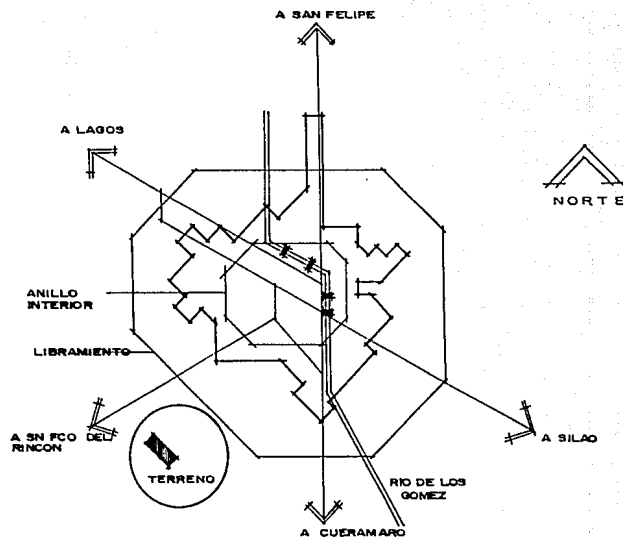 A SAN FELIPE
A LAGOS
NORTE
ANILLO
INTERIOR
LIBRAMIENTO
A SN FCO DEL
RINCON
TERRENO
A SILAO
RIO DE LOS
GOMEZ
A CUERAMARO